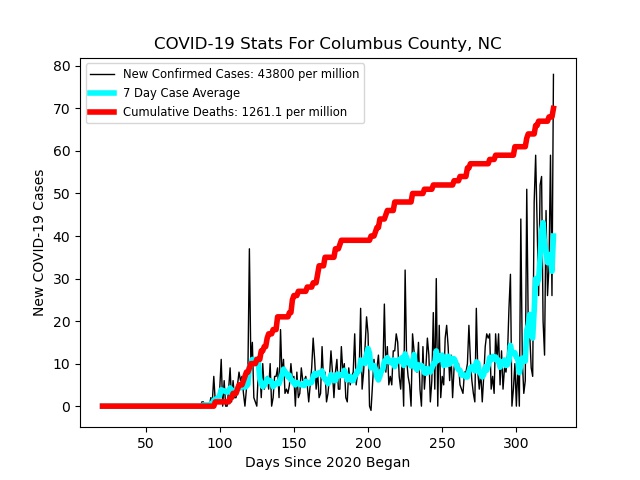 COVID-19 Stats For Columbus County, NC
New Confirmed Cases: 43800 per million
7 Day Case Average
Cumulative Deaths: 1261.1 per million
80
70
60
50
40
30
20
10
0
New COVID-19 Cases
50 100 150 200 250 300
Days Since 2020 Began